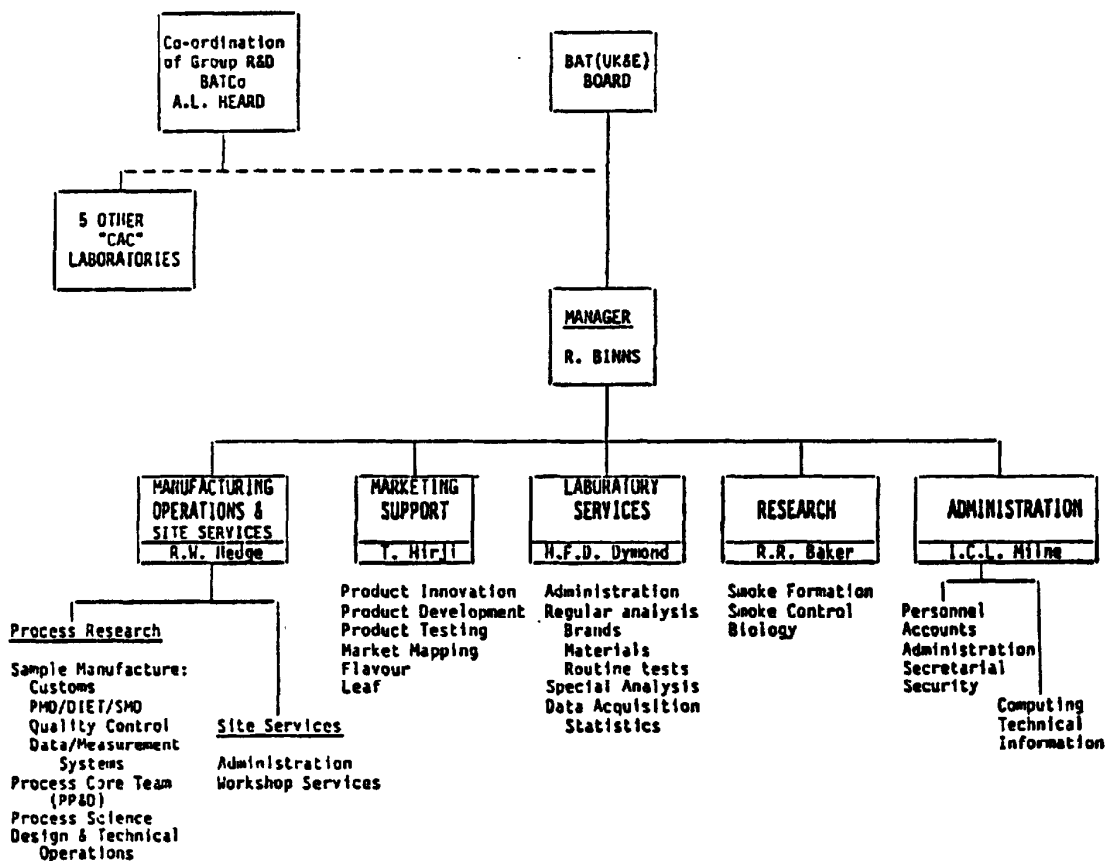 Co-ordination
of Group R&D
BATCo
A.L. HEARD
BAT(UK&E)
BOARD
5 OTHER
"CAC"
LABORATORIES
MANAGER
R. BINNS
MANUFACTURING
OPERATIONS &
SITE SERVICES
R.W. Hedge
MARKETING
SUPPORT
T. Hirji
LABORATORY
SERVICES
H.F.D. Dymond
RESEARCH
R.R. Baker
ADMINISTRATION
I.C.L. Milne
Process Research
Sample Manufacture:
Customs
PMD/DIET/SMD
Quality Control
Data/Measurement
Systems
Process Core Team
(PP&D)
Process Science
Design & Technical
Operations
Site Services
Administration
Workshop Services
Product Innovation
Product Development
Product Testing
Market Mapping
Flavour
Leaf
Administration
Regular analysis
Brands
Materials
Routine tests
Special Analysis
Data Acquisition
Statistics
Smoke Formation
Smoke Control
Biology
Personnel
Accounts
Administration
Secretarial
Security
Computing
Technical
Information